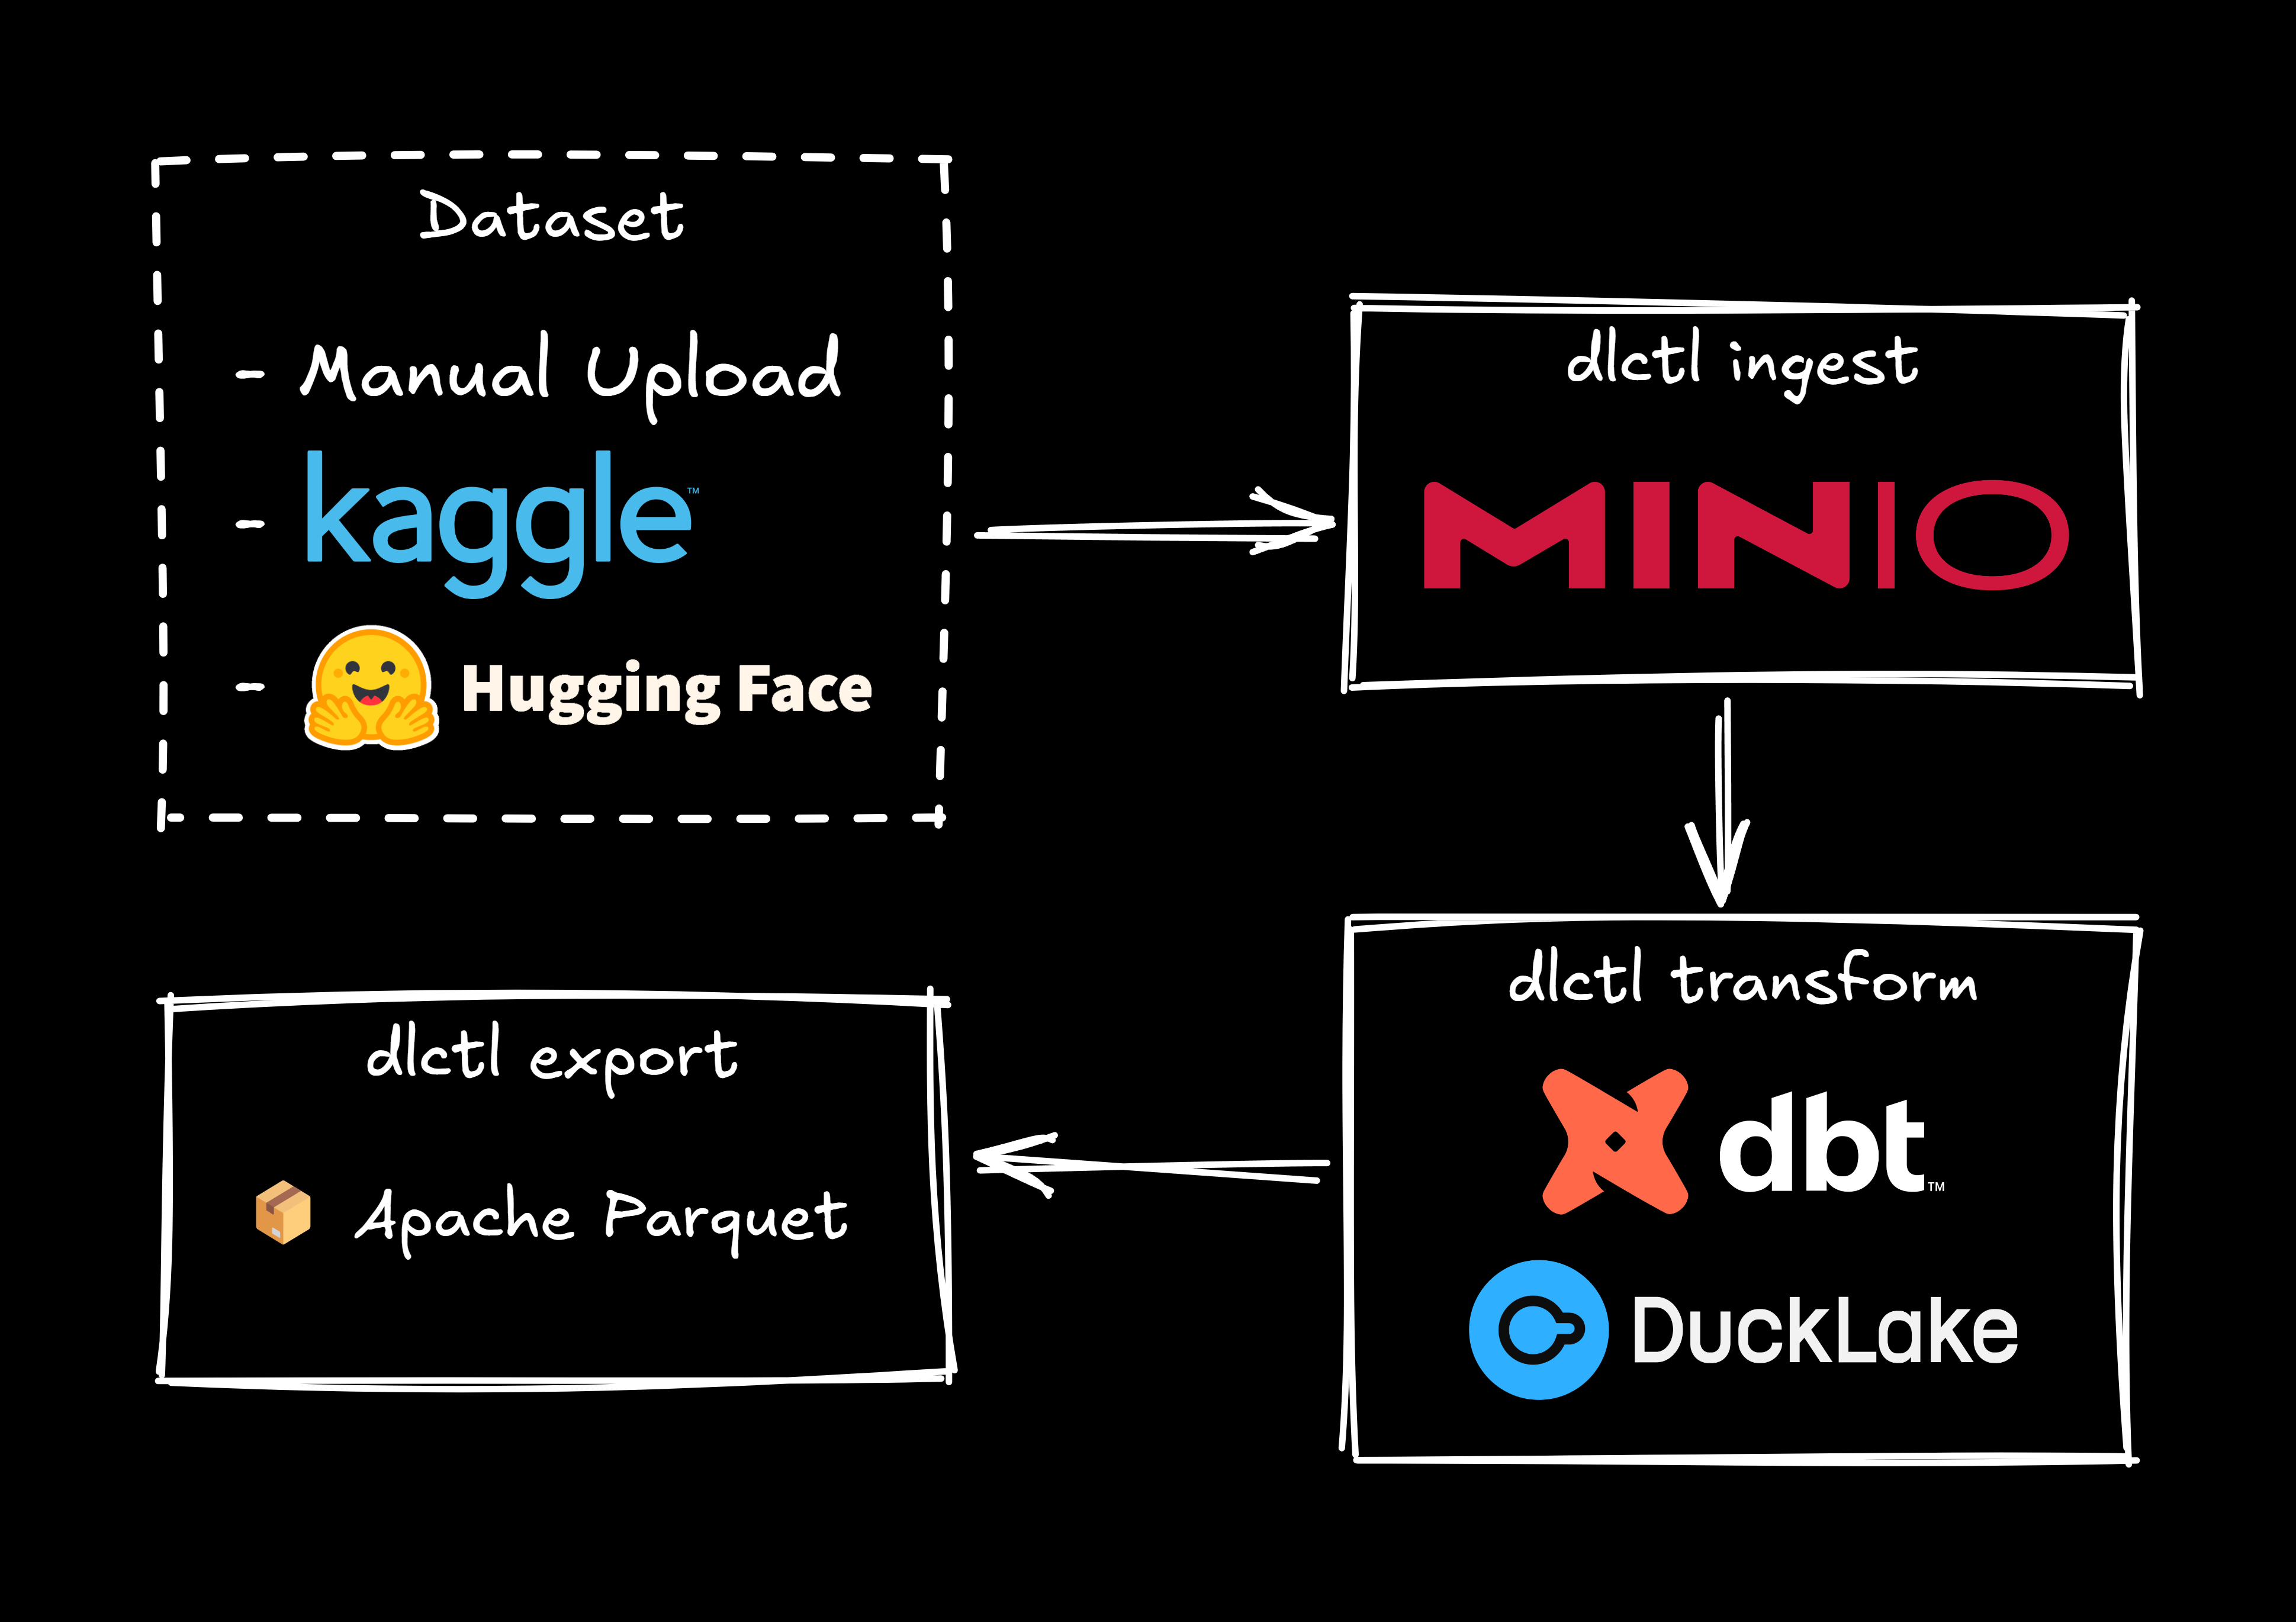 Dataset
- Manual Upload
- kaggle™
- Hugging Face
dlctl ingest
MINIO
dlctl transform
dbt™
DuckLake
dlctl export
Apache Parquet